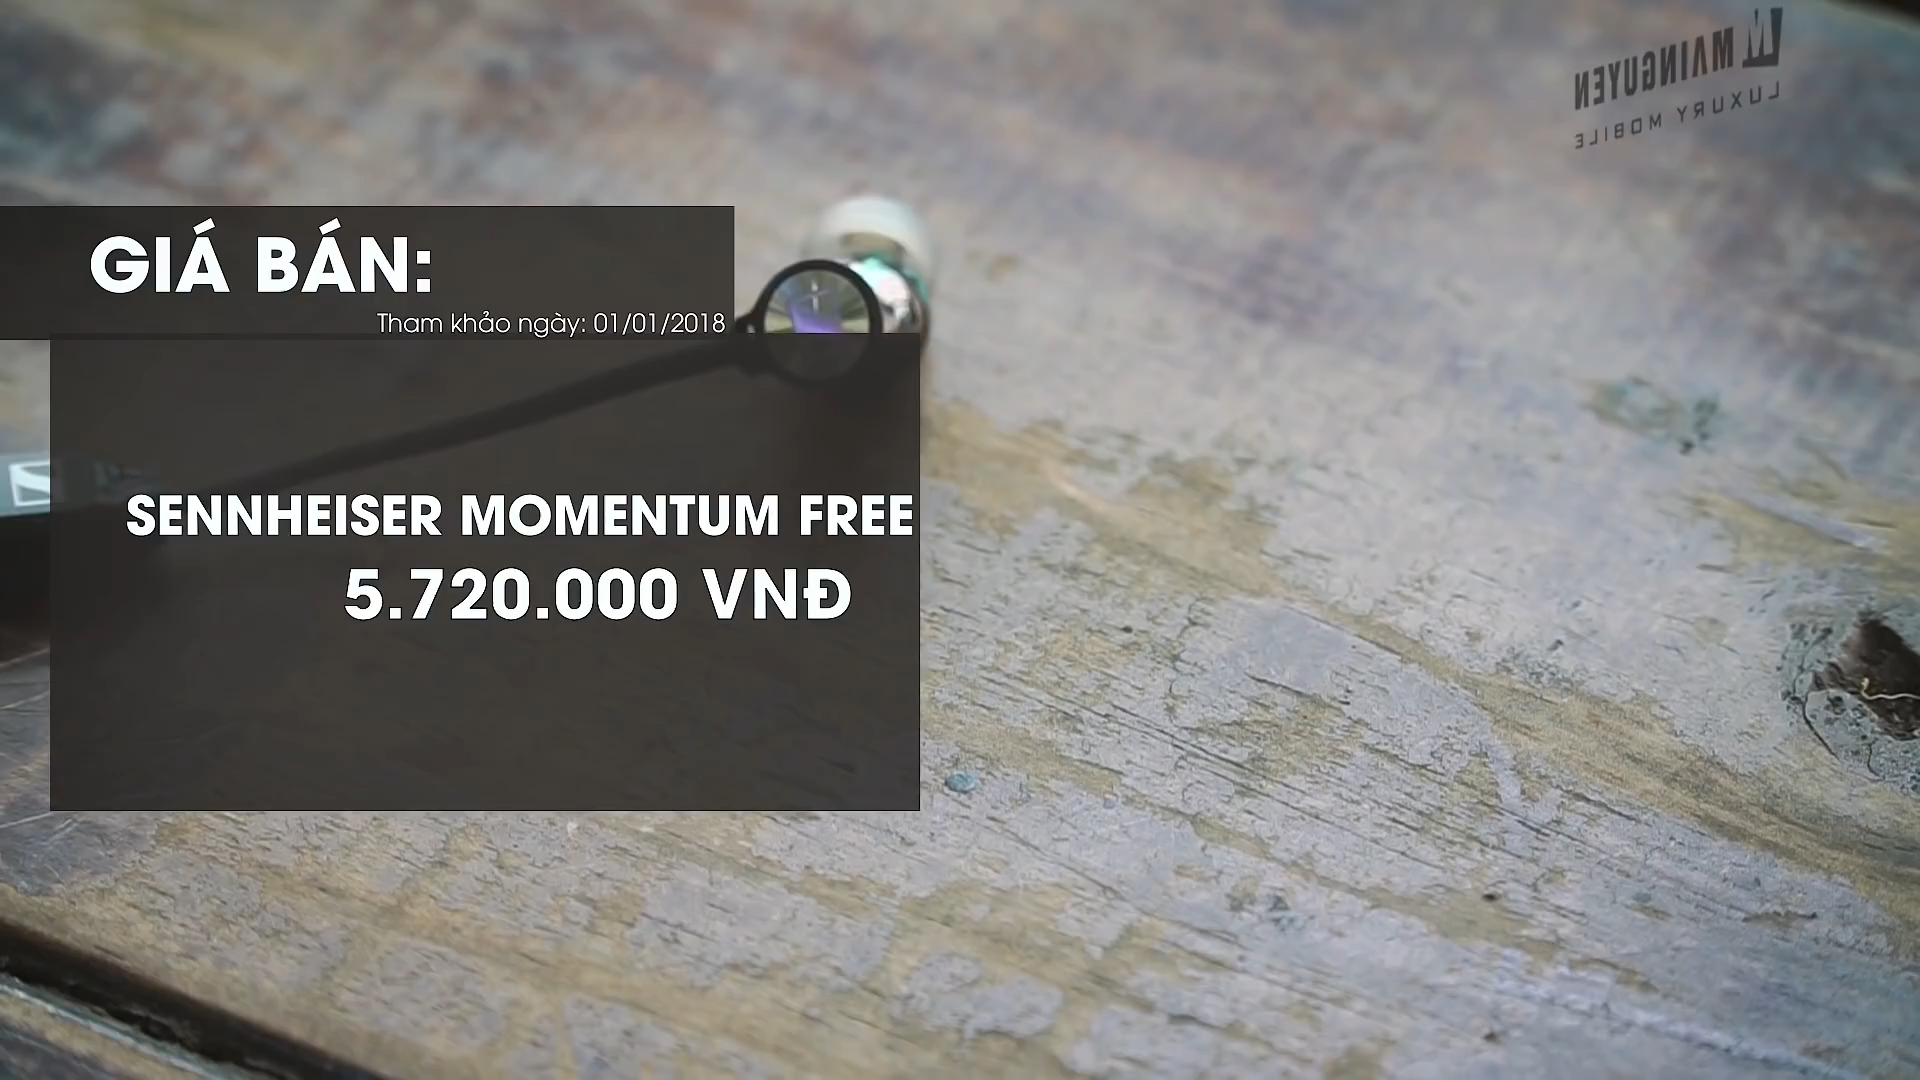 MAINGUYEN
LUXURY MOBILE
GIÁ BÁN:
Tham khảo ngày: 01/01/2018
SENNHEISER MOMENTUM FREE
5.720.000 VNĐ